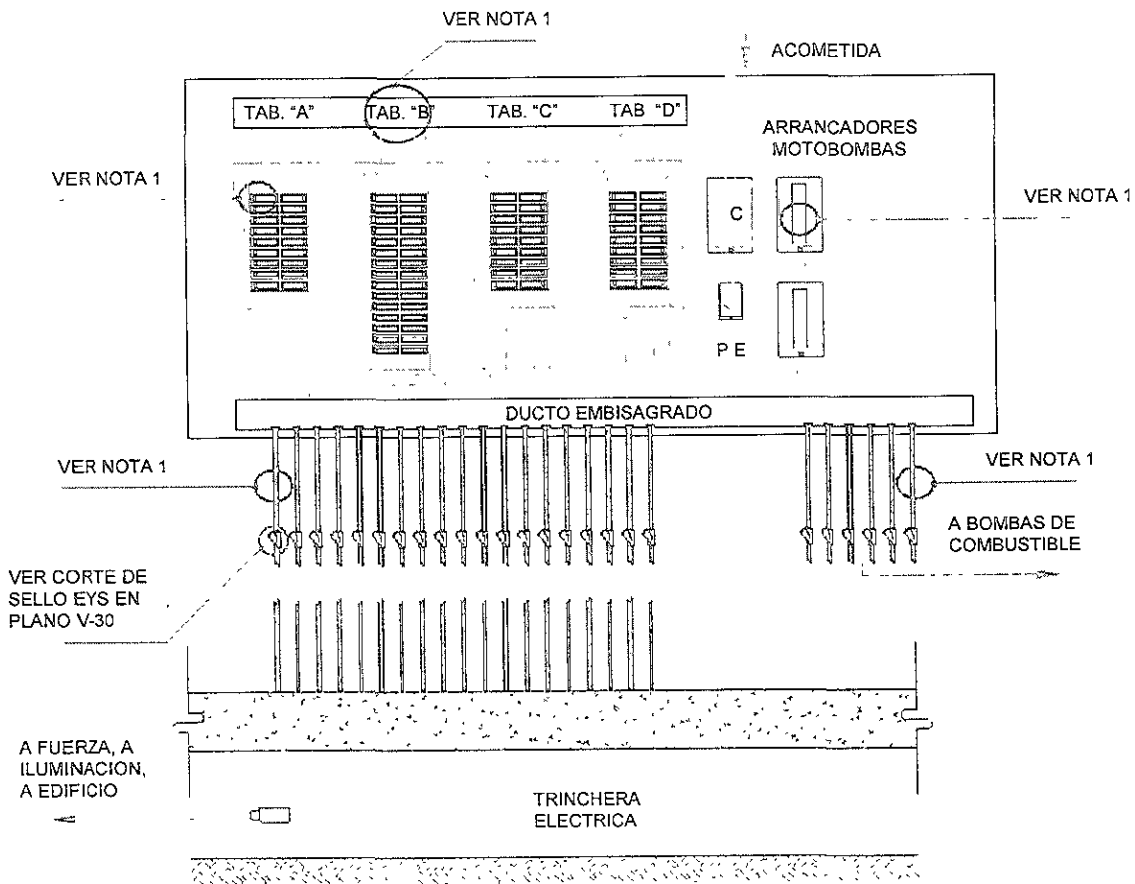 VER NOTA 1
ACOMETIDA
TAB. "A"
TAB. "B"
TAB. "C"
TAB "D"
ARRANCADORES
MOTOBOMBAS
VER NOTA 1
VER NOTA 1
C
P E
DUCTO EMBISAGRADO
VER NOTA 1
VER NOTA 1
A BOMBAS DE
COMBUSTIBLE
VER CORTE DE
SELLO EYS EN
PLANO V-30
A FUERZA, A
ILUMINACION,
A EDIFICIO
TRINCHERA
ELECTRICA